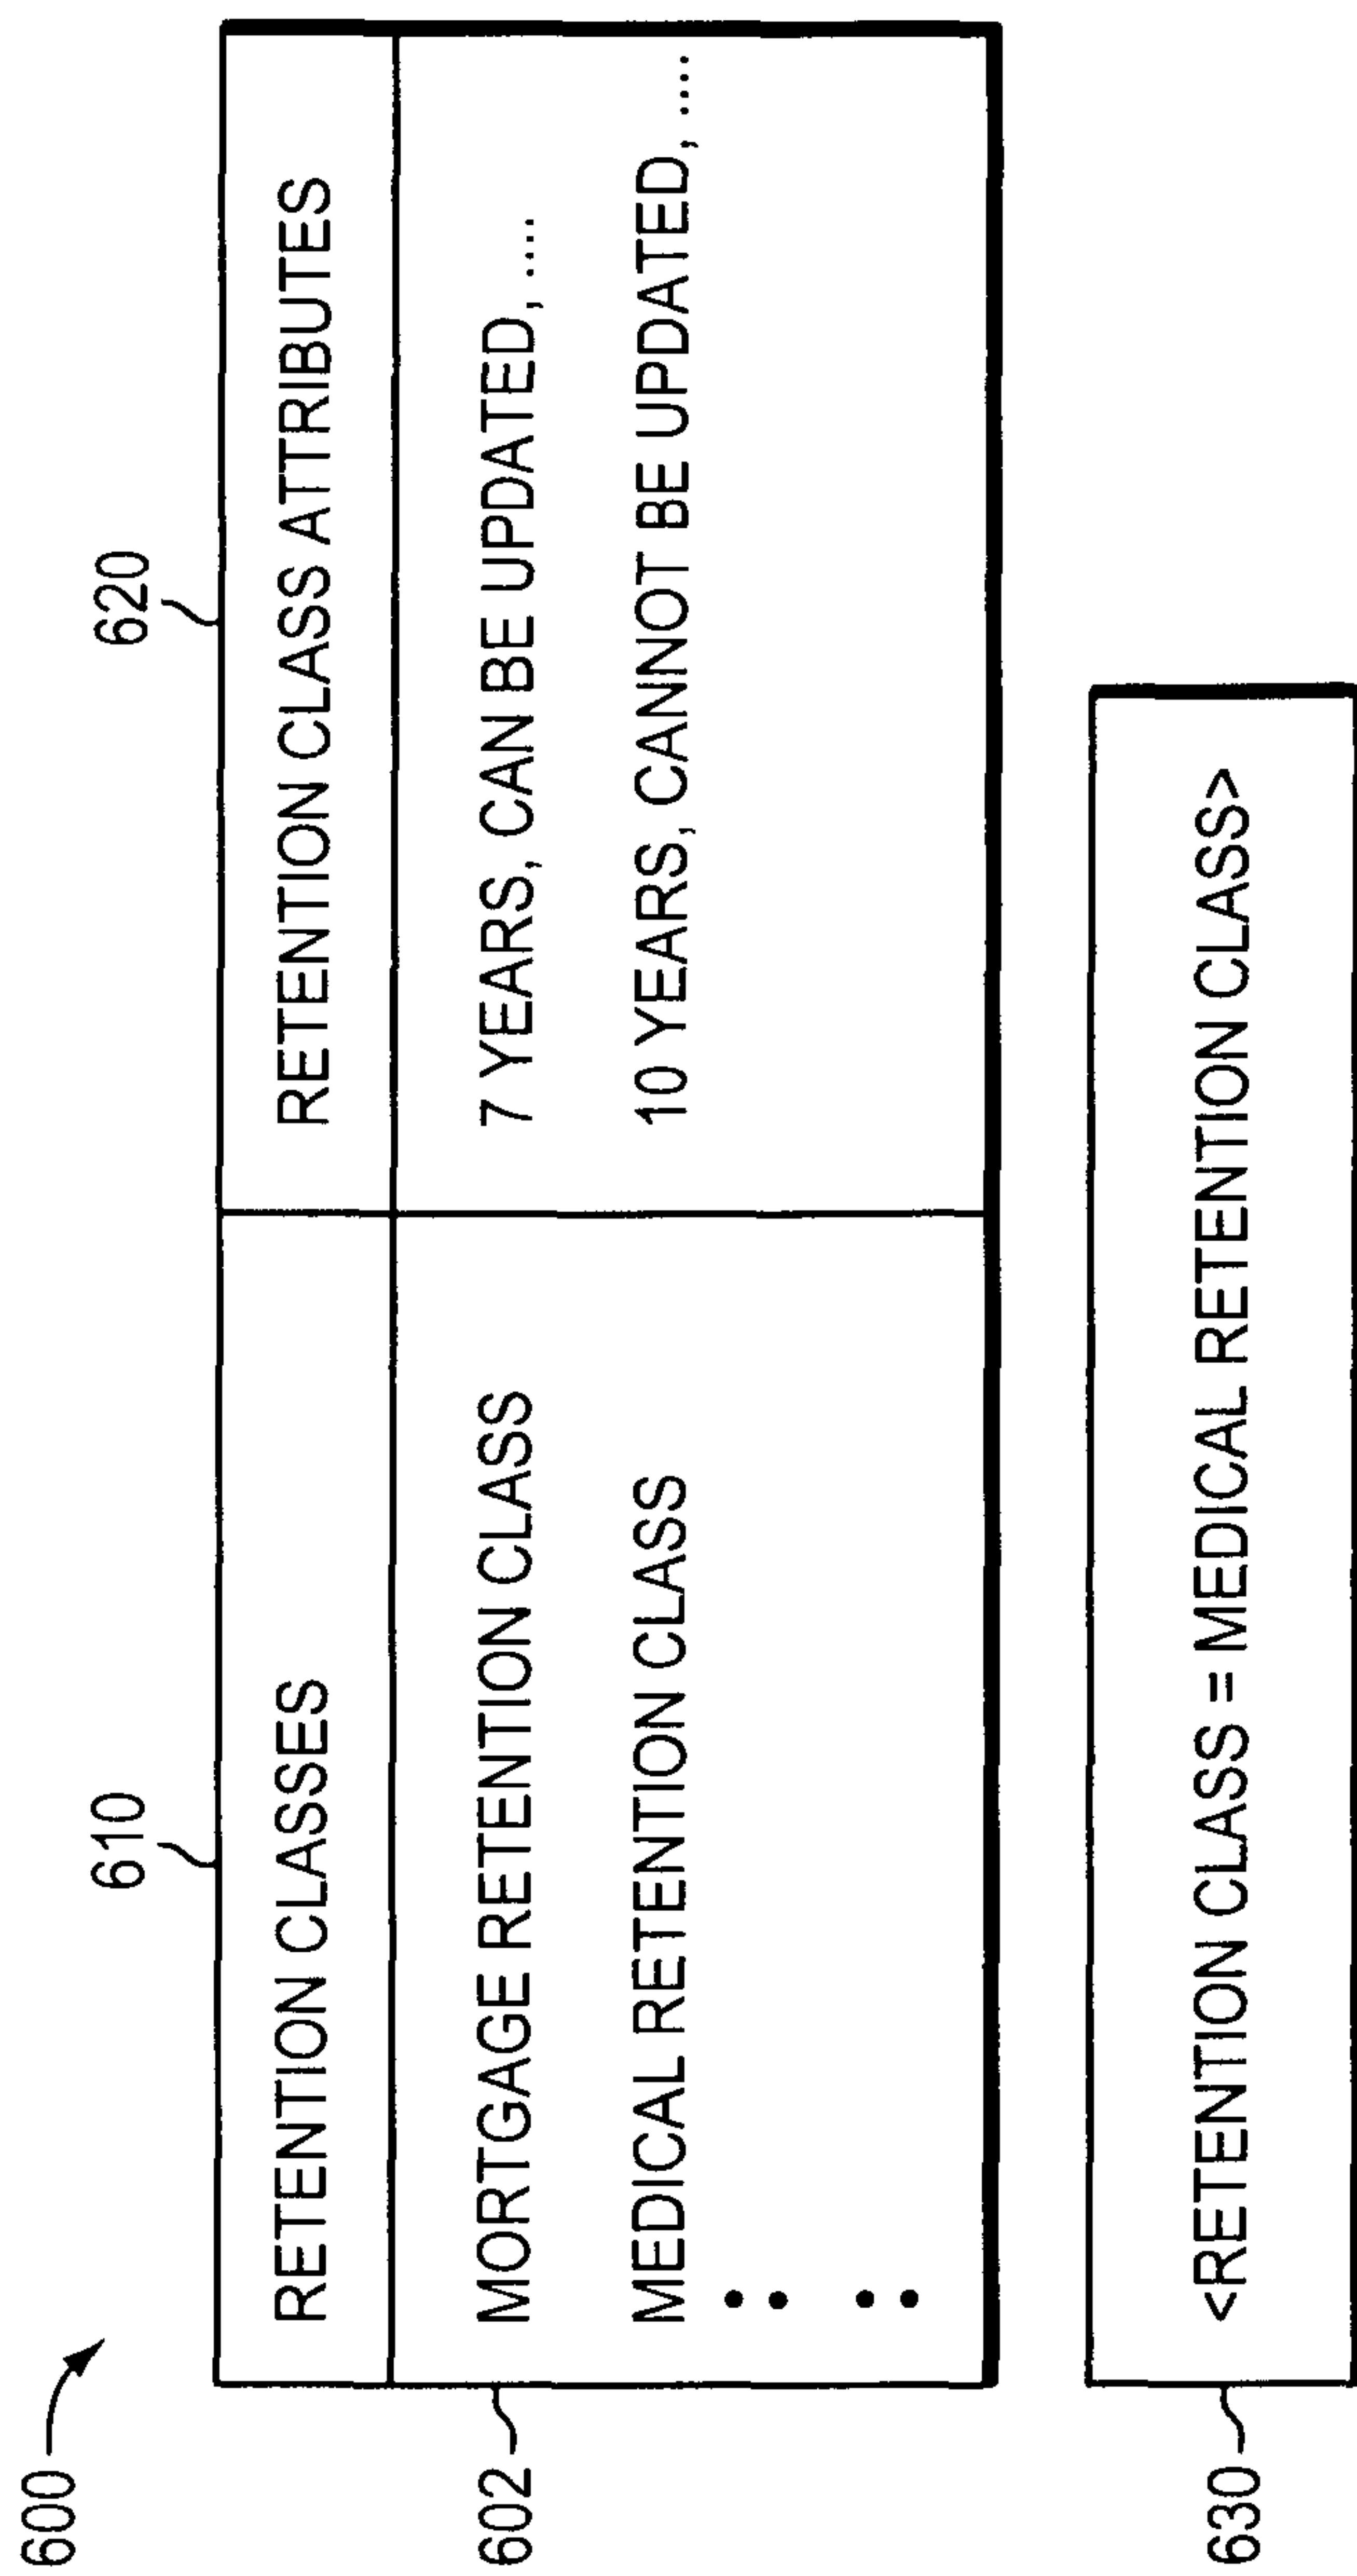 600
610
620
RETENTION CLASSES
RETENTION CLASS ATTRIBUTES
602
MORTGAGE RETENTION CLASS
7 YEARS, CAN BE UPDATED, ....
MEDICAL RETENTION CLASS
10 YEARS, CANNOT BE UPDATED, ....
630
<RETENTION CLASS = MEDICAL RETENTION CLASS>